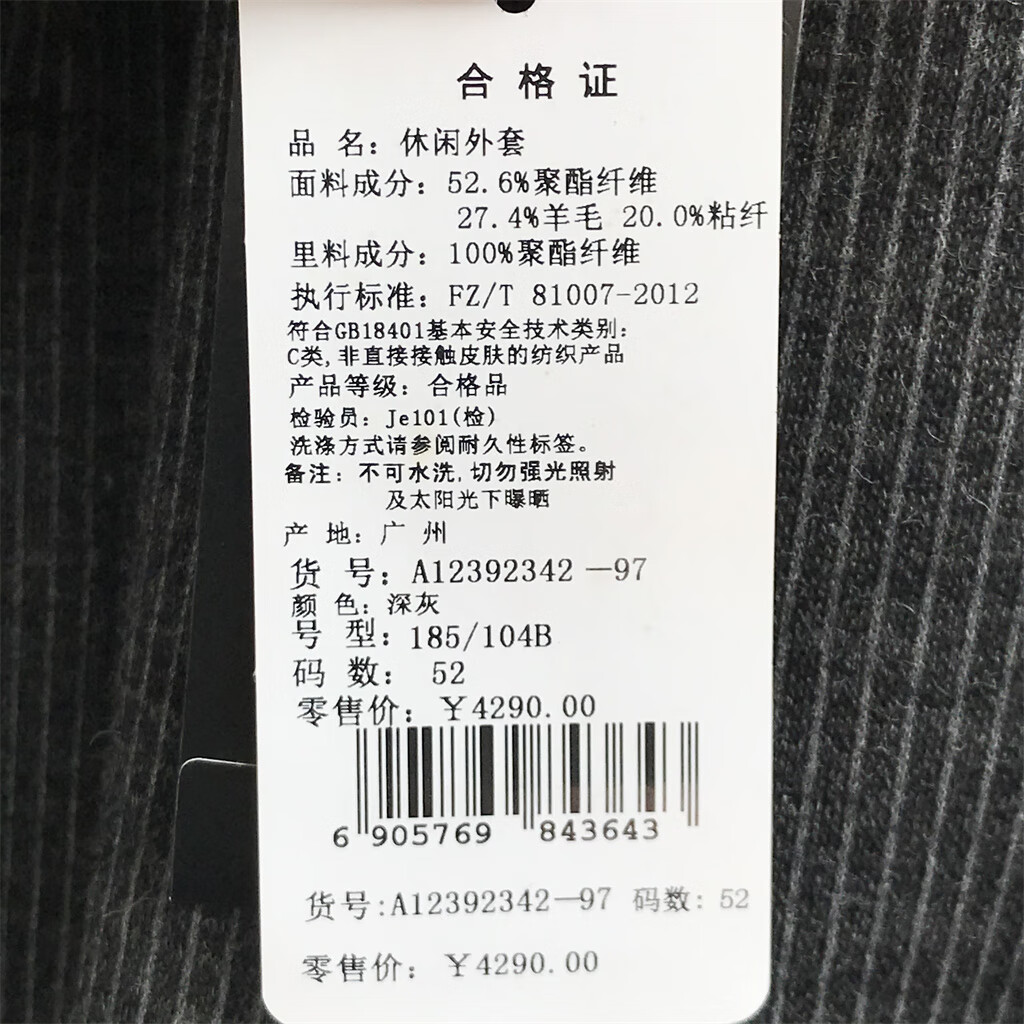 合格证
品 名：休闲外套
面料成分：52.6%聚酯纤维
27.4%羊毛 20.0%粘纤
里料成分：100%聚酯纤维
执行标准：FZ/T 81007-2012
符合GB18401基本安全技术类别：
C类,非直接接触皮肤的纺织产品
产品等级：合格品
检验员：Je101(检)
洗涤方式请参阅耐久性标签。
备注：不可水洗,切勿强光照射
及太阳光下曝晒
产 地：广 州
货 号：A12392342 —97
颜 色：深灰
号 型：185/104B
码 数： 52
零售价：￥4290.00
6 905769 843643
货号:A12392342—97 码数：52
零售价：￥4290.00